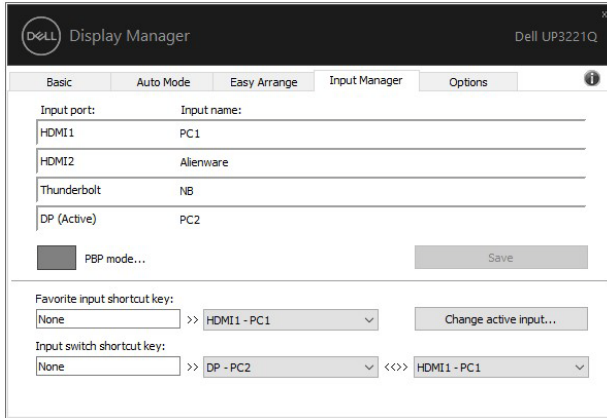 DELL Display Manager Dell UP3221Q
Basic Auto Mode Easy Arrange Input Manager Options
Input port: Input name:
HDMI1 PC1
HDMI2 Alienware
Thunderbolt NB
DP (Active) PC2
PBP mode... Save
Favorite input shortcut key:
None >> HDMI1 - PC1 Change active input...
Input switch shortcut key:
None >> DP - PC2 <<>> HDMI1 - PC1